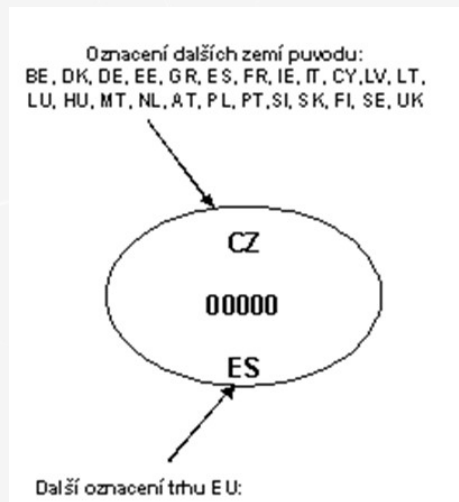 Oznacení dalších zemí puvodu:
BE, DK, DE, EE, GR, ES, FR, IE, IT, CY,LV, LT,
LU, HU, MT, NL, AT, PL, PT,SI, SK, FI, SE, UK
CZ
00000
ES
Další oznacení trhu EU: